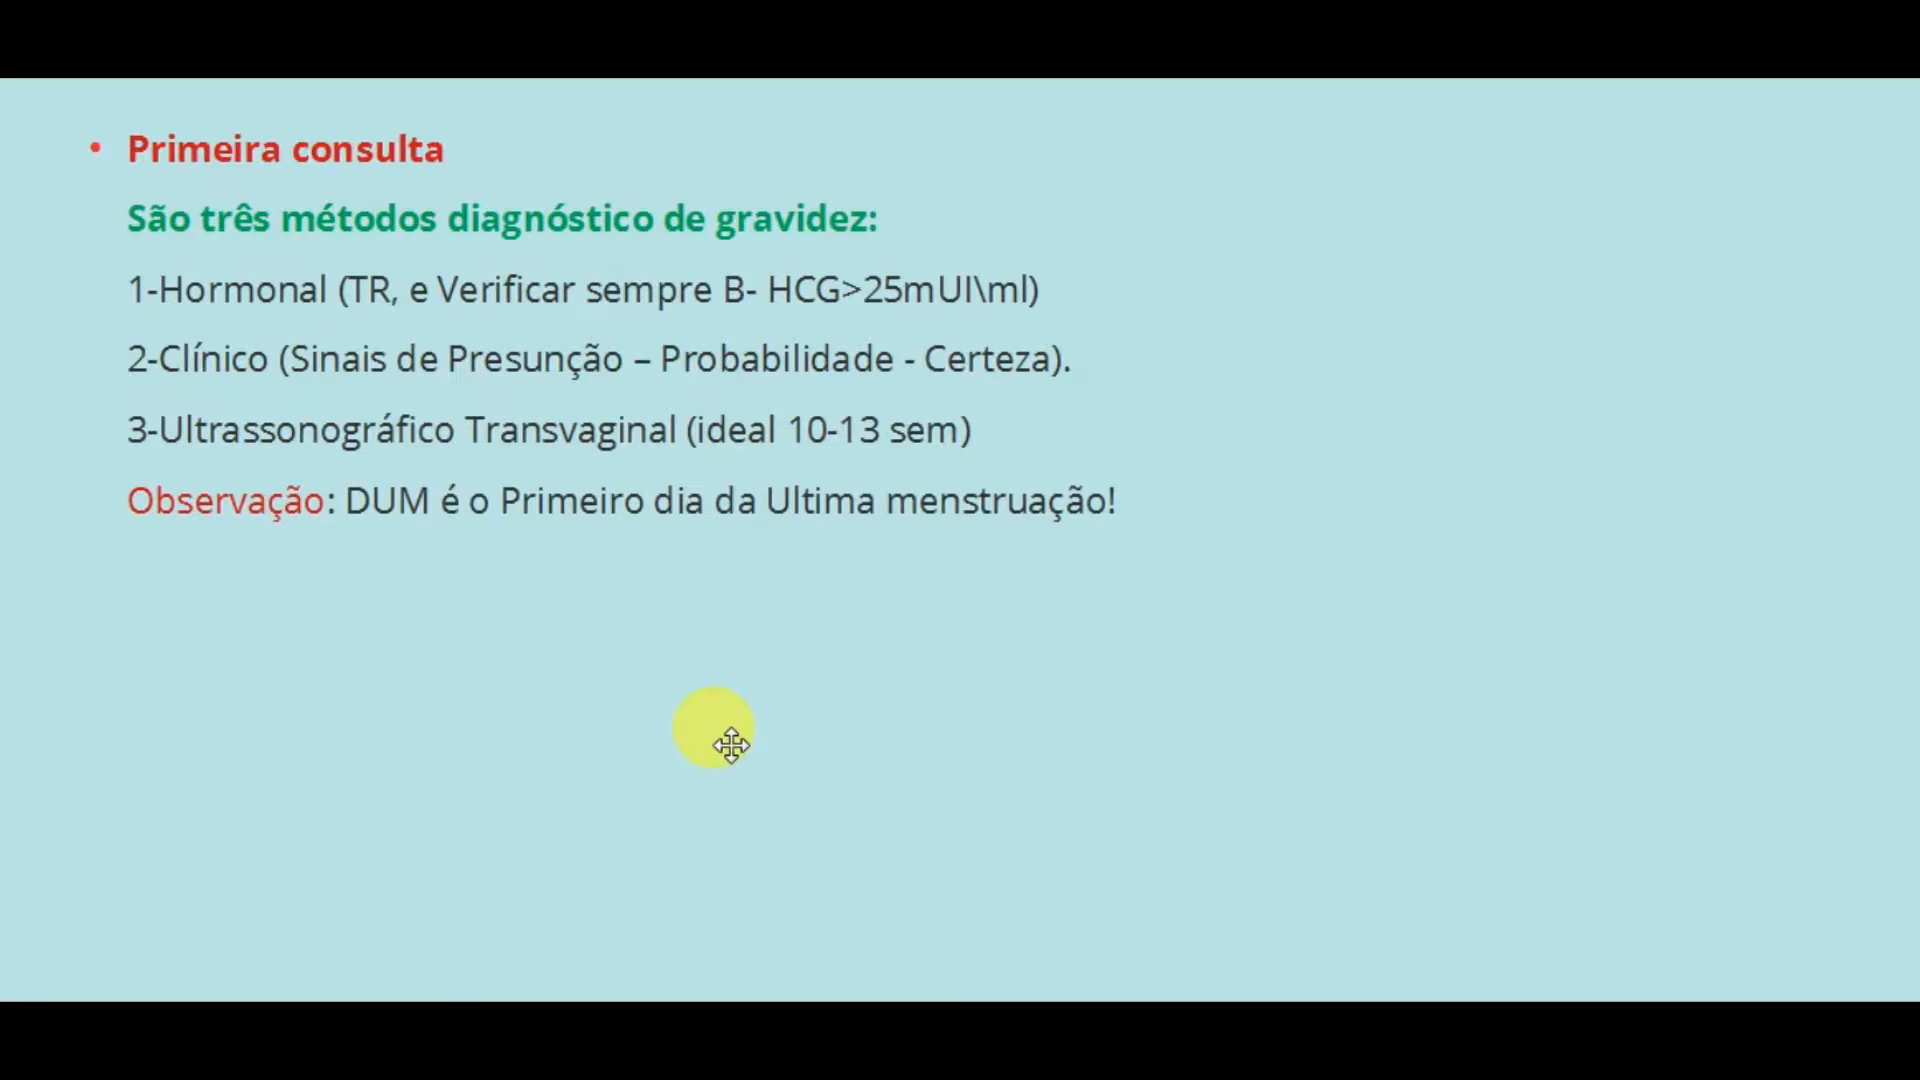 • Primeira consulta
São três métodos diagnóstico de gravidez:
1-Hormonal (TR, e Verificar sempre B- HCG>25mUI\ml)
2-Clínico (Sinais de Presunção – Probabilidade - Certeza).
3-Ultrassonográfico Transvaginal (ideal 10-13 sem)
Observação: DUM é o Primeiro dia da Ultima menstruação!